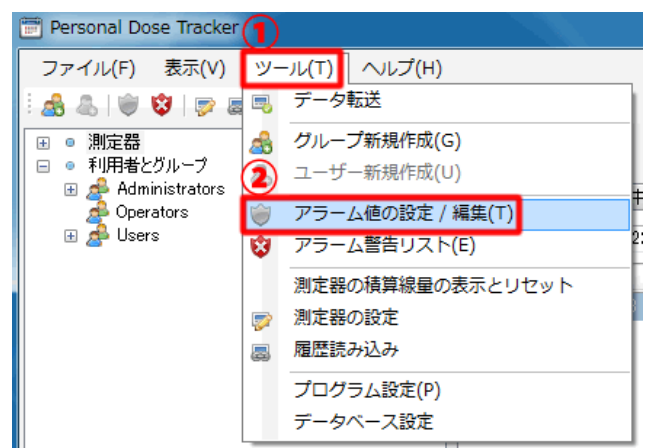 Personal Dose Tracker
①
ファイル(F) 表示(V) ツール(T) ヘルプ(H)
データ転送
測定器
グループ新規作成(G)
利用者とグループ
②
ユーザー新規作成(U)
Administrators
Operators
アラーム値の設定 / 編集(T)
Users
アラーム警告リスト(E)
測定器の積算線量の表示とリセット
測定器の設定
履歴読み込み
プログラム設定(P)
データベース設定